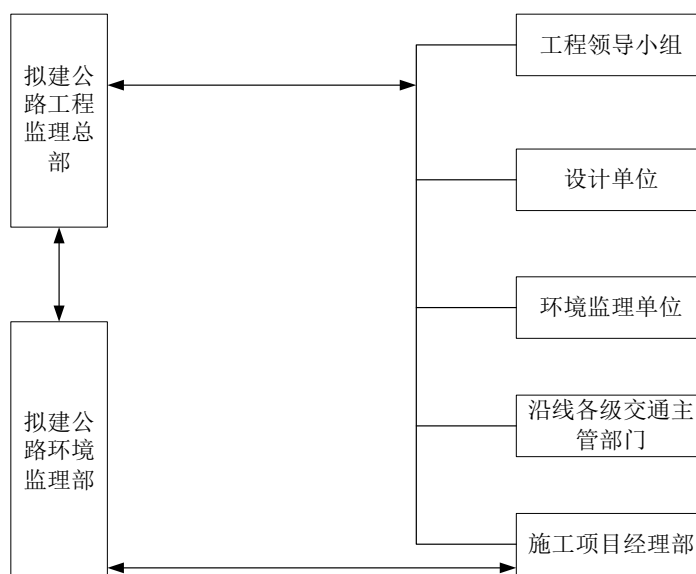 拟建公
路工程
监理总
部
工程领导小组
设计单位
环境监理单位
拟建公
路环境
监理部
沿线各级交通主
管部门
施工项目经理部